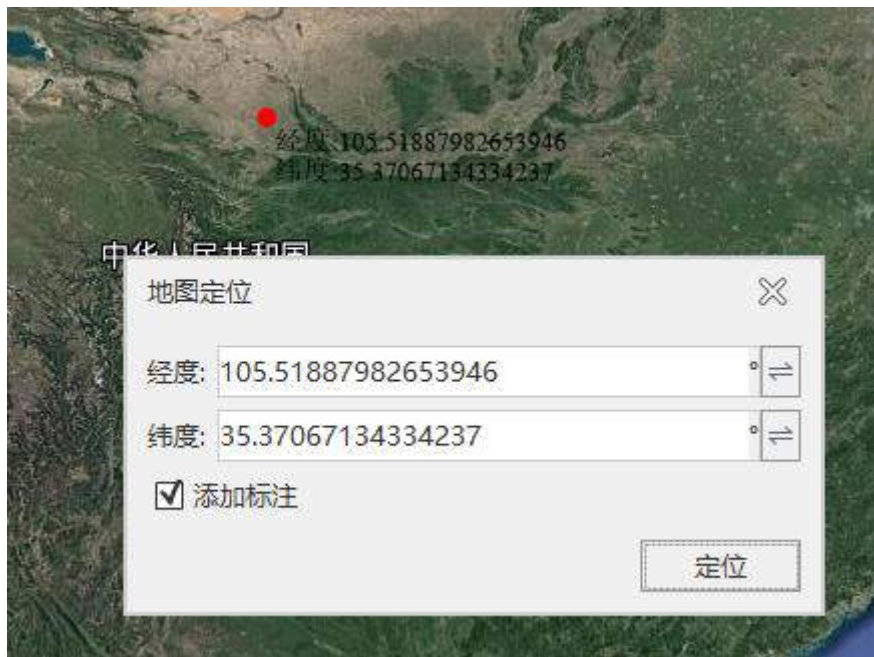 经度:105.51887982653946
纬度:35.37067134334237
中华人民共和国
地图定位
经度: 105.51887982653946 °
纬度: 35.37067134334237 °
添加标注
定位